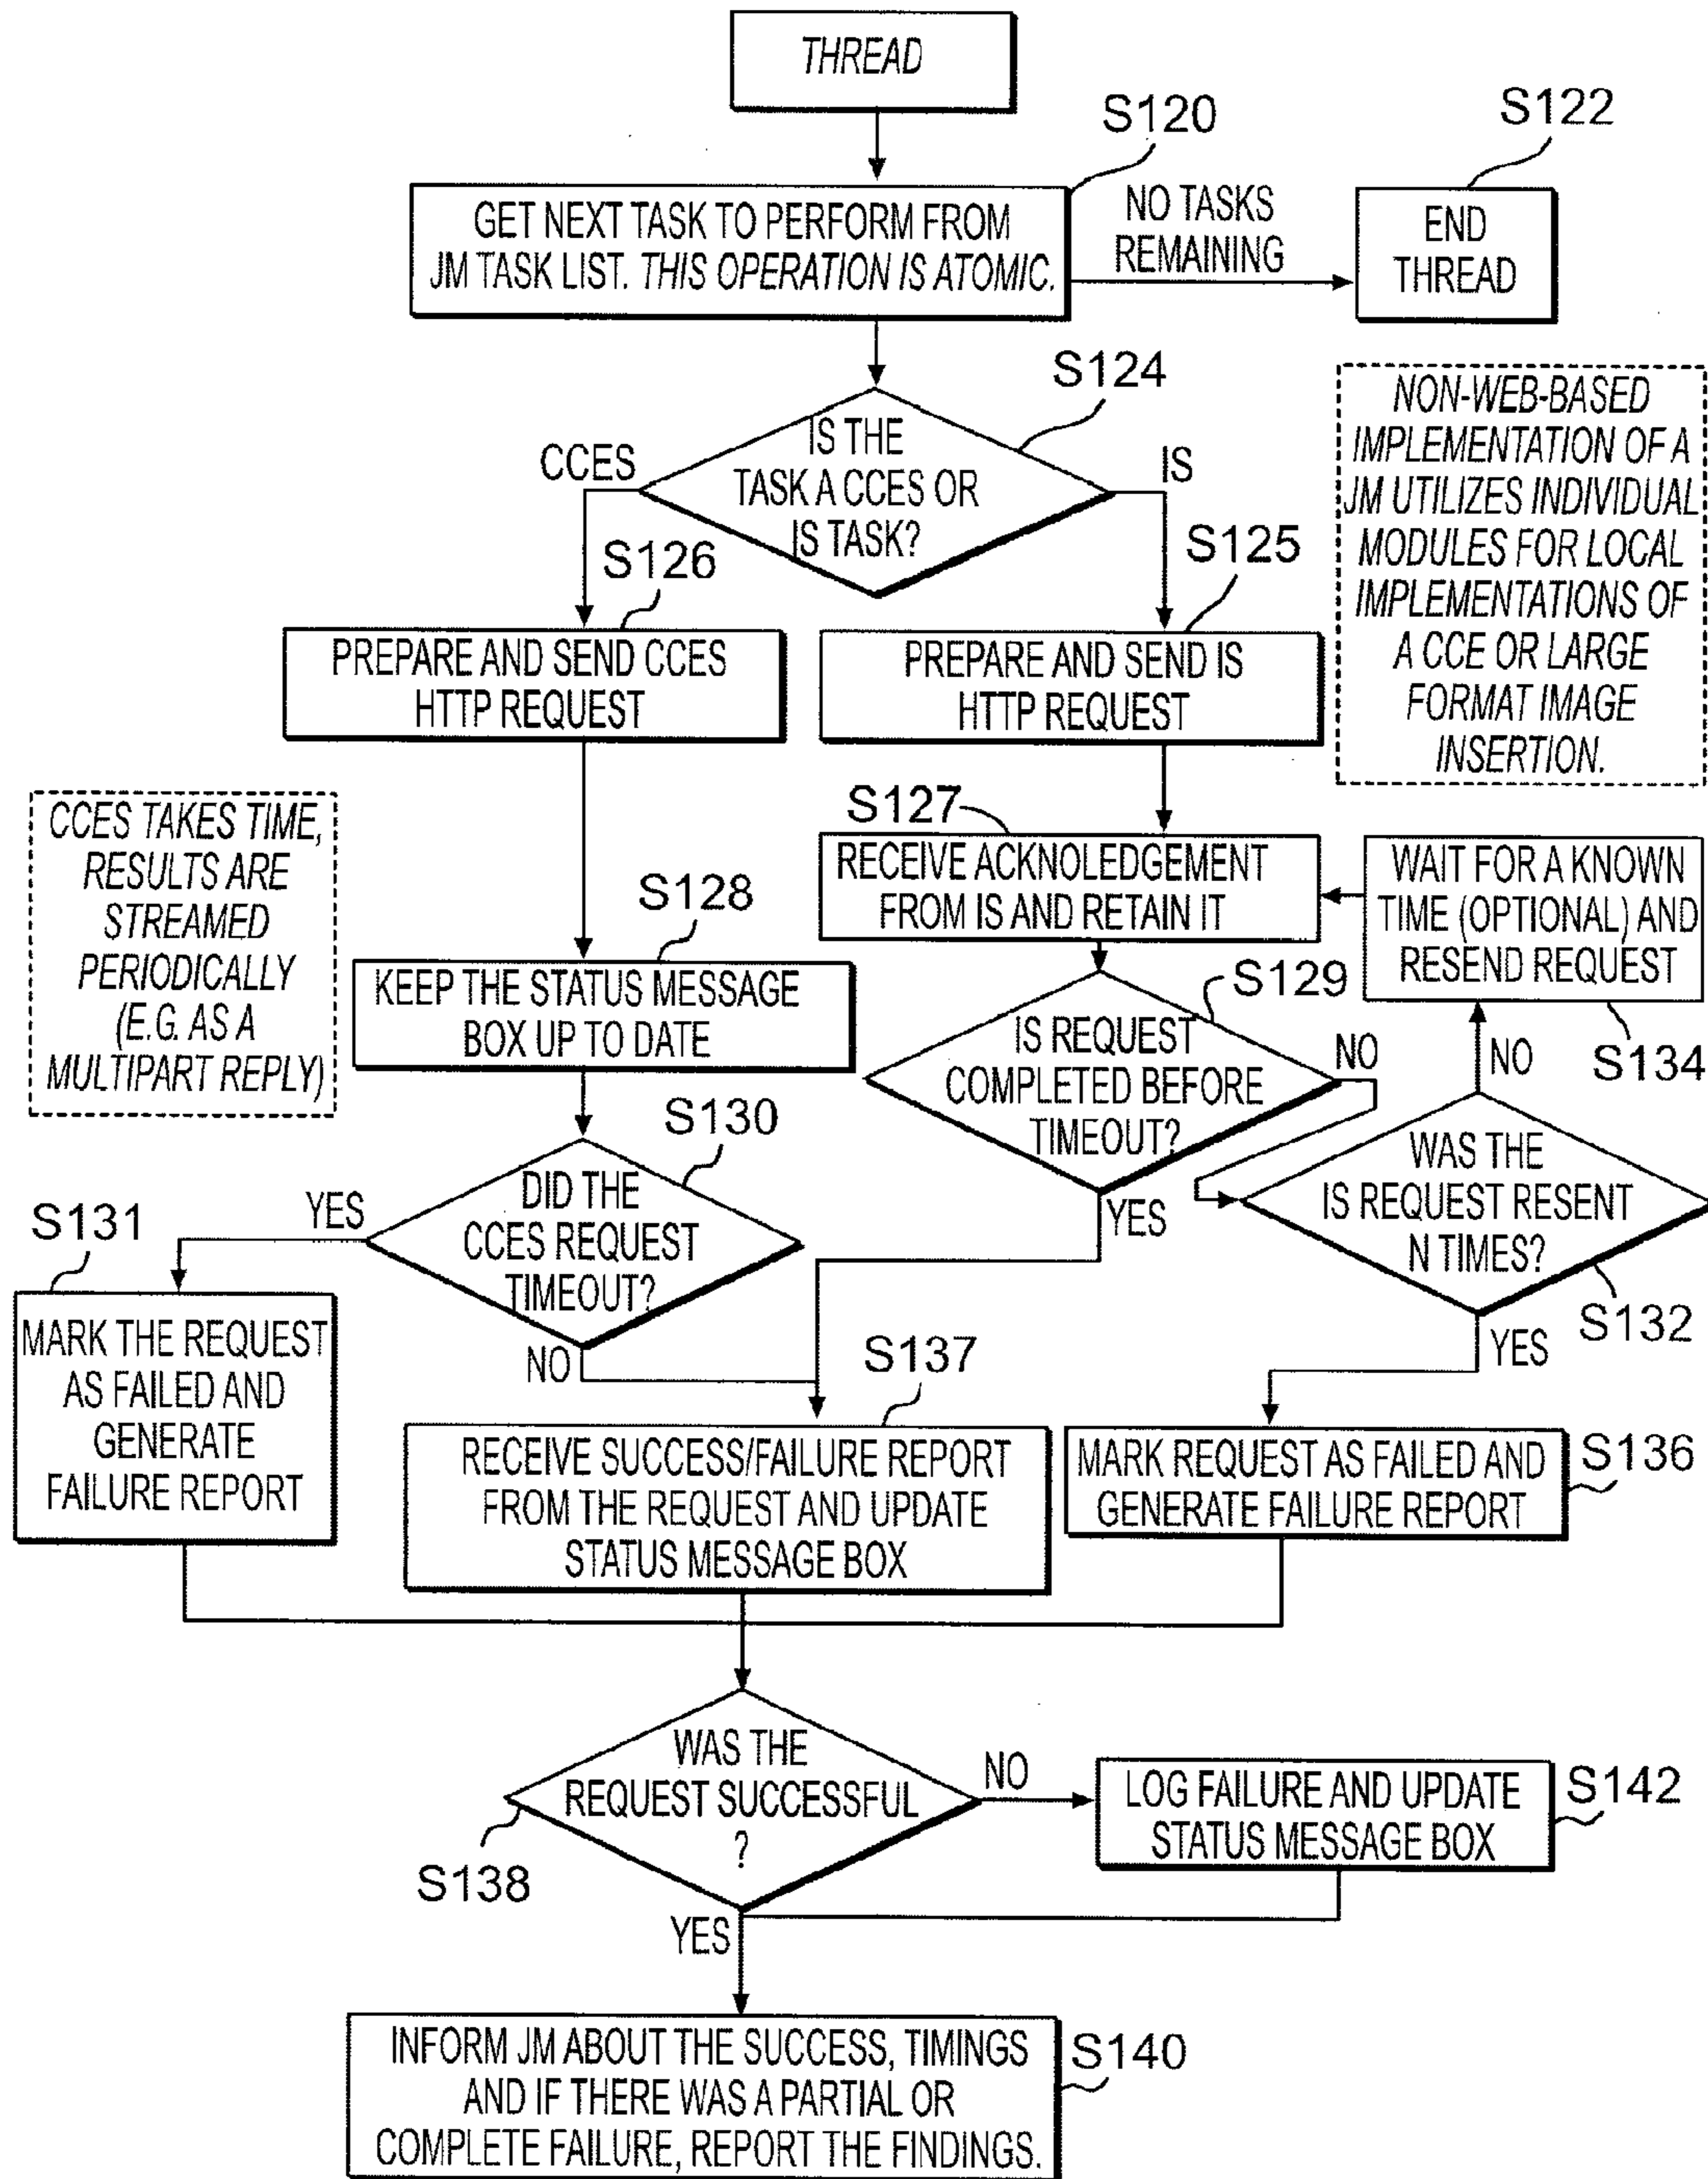 THREAD
S120
S122
GET NEXT TASK TO PERFORM FROM
JM TASK LIST. THIS OPERATION IS ATOMIC.
NO TASKS
REMAINING
END
THREAD
S124
IS THE
TASK A CCES OR
IS TASK?
CCES
IS
NON-WEB-BASED
IMPLEMENTATION OF A
JM UTILIZES INDIVIDUAL
MODULES FOR LOCAL
IMPLEMENTATIONS OF
A CCE OR LARGE
FORMAT IMAGE
INSERTION.
S126
S125
PREPARE AND SEND CCES
HTTP REQUEST
PREPARE AND SEND IS
HTTP REQUEST
CCES TAKES TIME,
RESULTS ARE
STREAMED
PERIODICALLY
(E.G. AS A
MULTIPART REPLY)
S127
RECEIVE ACKNOLEDGEMENT
FROM IS AND RETAIN IT
WAIT FOR A KNOWN
TIME (OPTIONAL) AND
RESEND REQUEST
S128
KEEP THE STATUS MESSAGE
BOX UP TO DATE
S129
IS REQUEST
COMPLETED BEFORE
TIMEOUT?
NO
NO
S134
S130
DID THE
CCES REQUEST
TIMEOUT?
YES
YES
WAS THE
IS REQUEST RESENT
N TIMES?
S131
MARK THE REQUEST
AS FAILED AND
GENERATE
FAILURE REPORT
NO
S137
S132
YES
RECEIVE SUCCESS/FAILURE REPORT
FROM THE REQUEST AND UPDATE
STATUS MESSAGE BOX
MARK REQUEST AS FAILED AND
GENERATE FAILURE REPORT
S136
WAS THE
REQUEST SUCCESSFUL
?
NO
LOG FAILURE AND UPDATE
STATUS MESSAGE BOX
S142
S138
YES
INFORM JM ABOUT THE SUCCESS, TIMINGS
AND IF THERE WAS A PARTIAL OR
COMPLETE FAILURE, REPORT THE FINDINGS.
S140